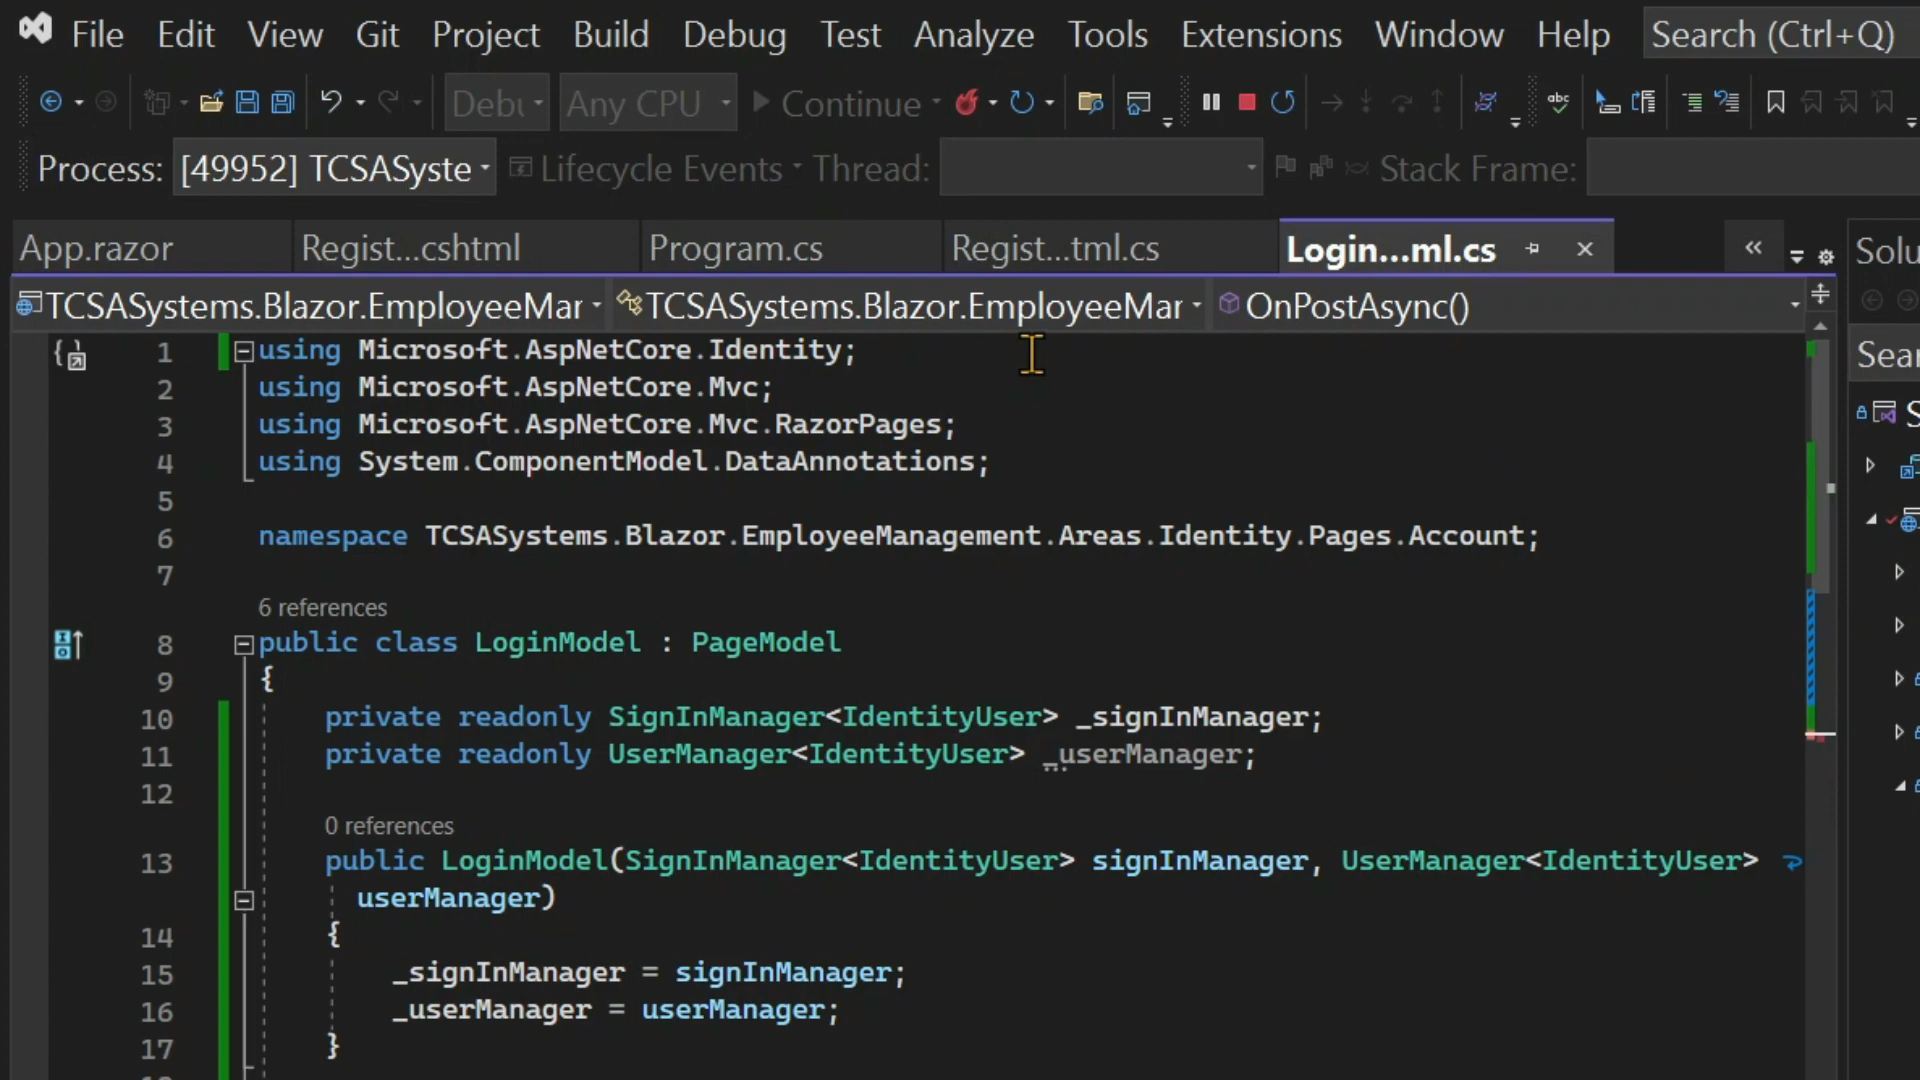 File Edit View Git Project Build Debug Test Analyze Tools Extensions Window Help Search (Ctrl+Q)
Debu Any CPU Continue
Process: [49952] TCSASyste Lifecycle Events Thread: Stack Frame:
App.razor Regist...cshtml Program.cs Regist...tml.cs Login...ml.cs Solu
TCSASystems.Blazor.EmployeeMar TCSASystems.Blazor.EmployeeMar OnPostAsync()
1 using Microsoft.AspNetCore.Identity; Sear
2 using Microsoft.AspNetCore.Mvc;
3 using Microsoft.AspNetCore.Mvc.RazorPages; S
4 using System.ComponentModel.DataAnnotations;
5
6 namespace TCSASystems.Blazor.EmployeeManagement.Areas.Identity.Pages.Account;
7
6 references
8 public class LoginModel : PageModel
9 {
10 private readonly SignInManager<IdentityUser> _signInManager;
11 private readonly UserManager<IdentityUser> _userManager;
12
0 references
13 public LoginModel(SignInManager<IdentityUser> signInManager, UserManager<IdentityUser>
userManager)
14 {
15 _signInManager = signInManager;
16 _userManager = userManager;
17 }